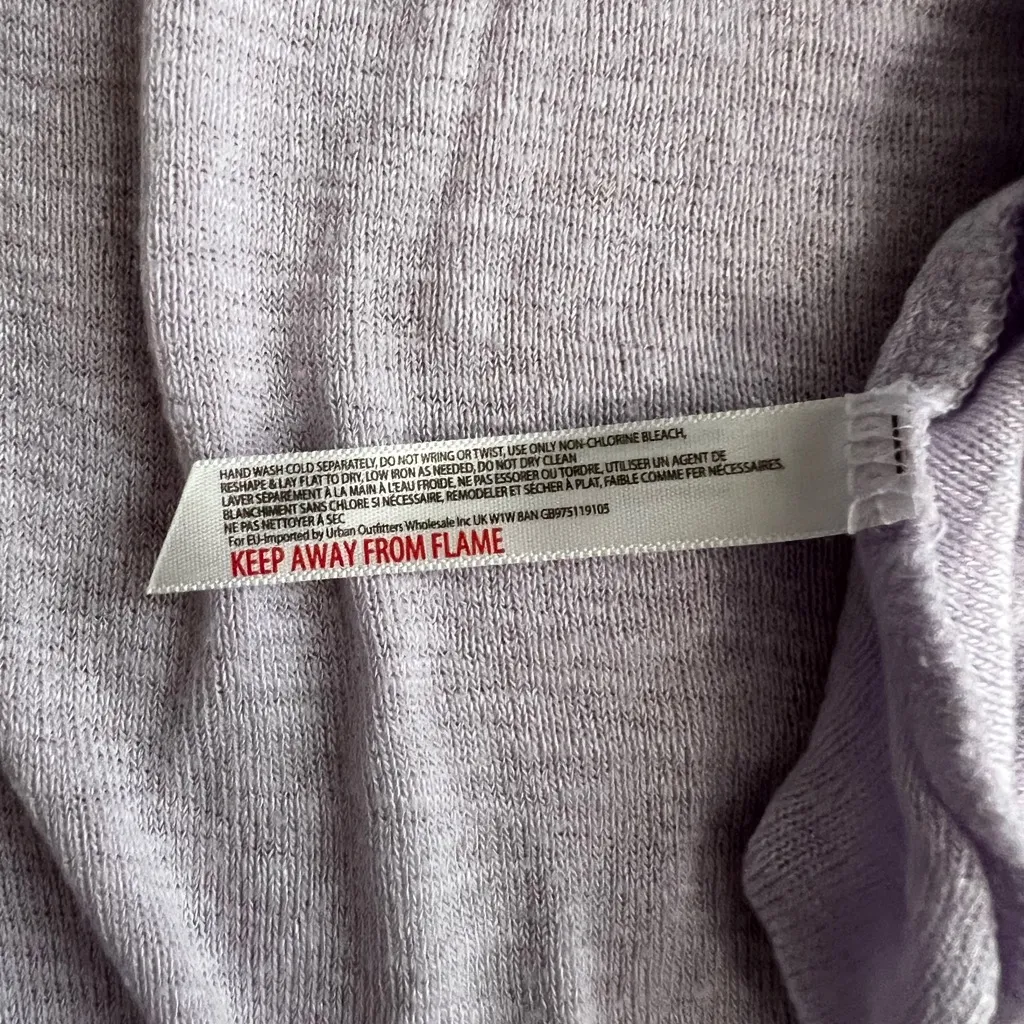 HAND WASH COLD SEPARATELY, DO NOT WRING OR TWIST, USE ONLY NON-CHLORINE BLEACH,
RESHAPE & LAY FLAT TO DRY, LOW IRON AS NEEDED, DO NOT DRY CLEAN
LAVER SÉPARÉMENT À LA MAIN À L'EAU FROIDE, NE PAS ESSORER OU TORDRE, UTILISER UN AGENT DE
BLANCHIMENT SANS CHLORE SI NÉCESSAIRE, REMODELER ET SÉCHER À PLAT, FAIBLE COMME FER NÉCESSAIRES.
NE PAS NETTOYER À SEC
For EU-Imported by Urban Outfitters Wholesale Inc UK W1W 8AN GB975119105
KEEP AWAY FROM FLAME